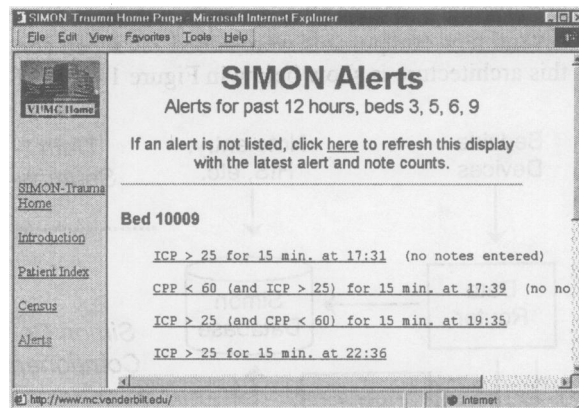 SIMON Trauma Home Page - Microsoft Internet Explorer
File Edit View Favorites Tools Help
SIMON Alerts
Alerts for past 12 hours, beds 3, 5, 6, 9
VUMC Home
If an alert is not listed, click here to refresh this display
with the latest alert and note counts.
SIMON-Trauma
Home
Introduction
Patient Index
Census
Alerts
Bed 10009
ICP > 25 for 15 min. at 17:31 (no notes entered)
CPP < 60 (and ICP > 25) for 15 min. at 17:39 (no no
ICP > 25 (and CPP < 60) for 15 min. at 19:35
ICP > 25 for 15 min. at 22:36
http://www.mc.vanderbilt.edu/
Internet